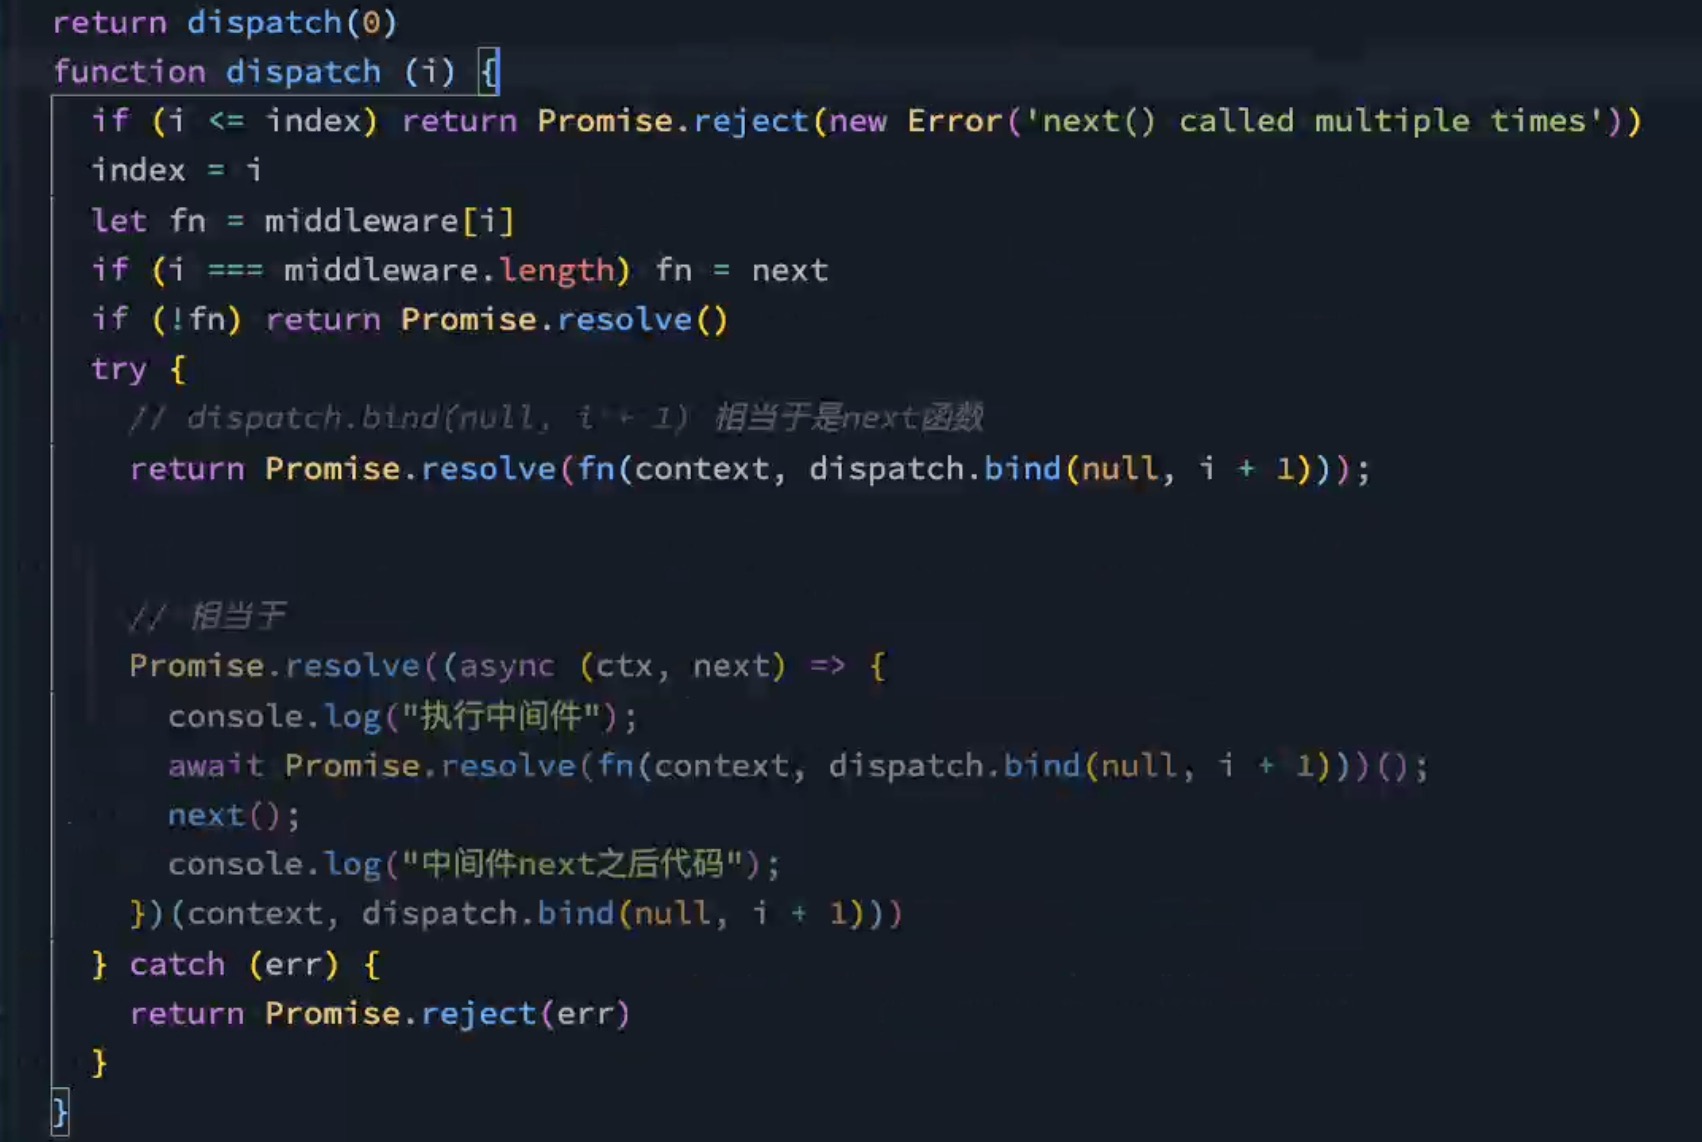 return dispatch(0)
function dispatch (i) {
if (i <= index) return Promise.reject(new Error('next() called multiple times'))
index = i
let fn = middleware[i]
if (i === middleware.length) fn = next
if (!fn) return Promise.resolve()
try {
// dispatch.bind(null, i + 1) 相当于是next函数
return Promise.resolve(fn(context, dispatch.bind(null, i + 1)));
// 相当于
Promise.resolve((async (ctx, next) => {
console.log("执行中间件");
await Promise.resolve(fn(context, dispatch.bind(null, i + 1)))();
next();
console.log("中间件next之后代码");
})(context, dispatch.bind(null, i + 1)))
} catch (err) {
return Promise.reject(err)
}
}